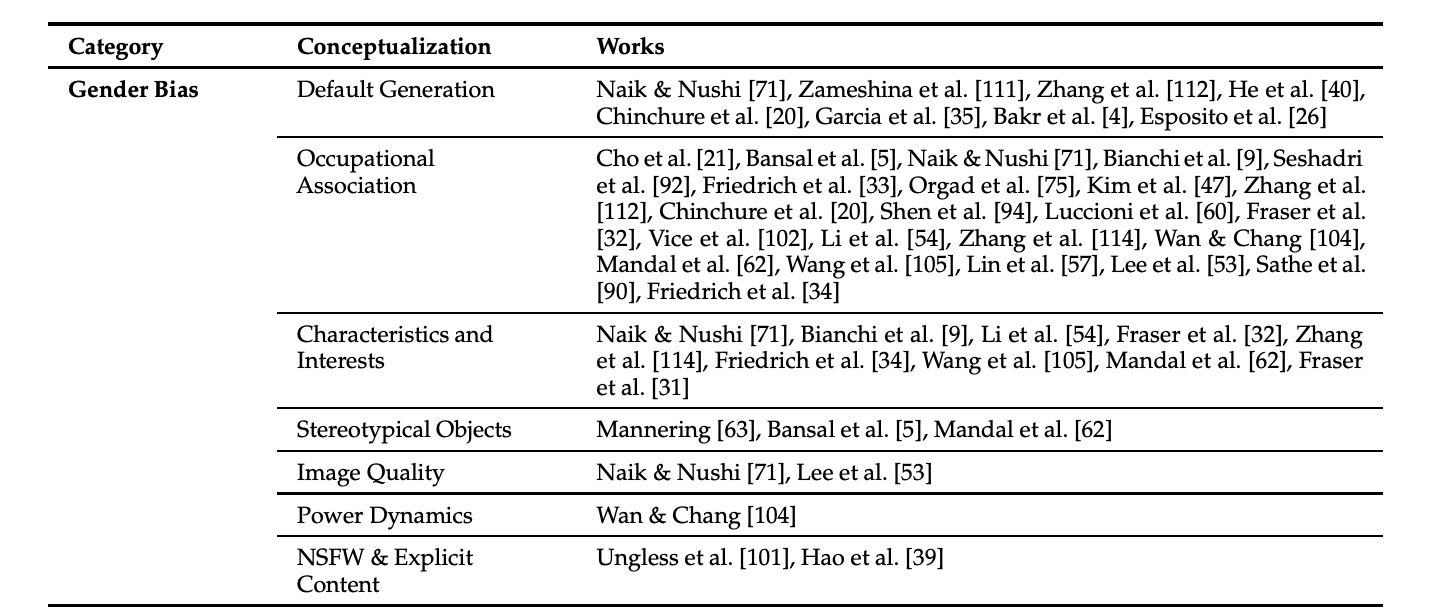 Category Conceptualization Works
Gender Bias Default Generation Naik & Nushi [71], Zameshina et al. [111], Zhang et al. [112], He et al. [40],
Chinchure et al. [20], Garcia et al. [35], Bakr et al. [4], Esposito et al. [26]
Occupational Cho et al. [21], Bansal et al. [5], Naik & Nushi [71], Bianchi et al. [9], Seshadri
Association et al. [92], Friedrich et al. [33], Orgad et al. [75], Kim et al. [47], Zhang et al.
[112], Chinchure et al. [20], Shen et al. [94], Luccioni et al. [60], Fraser et al.
[32], Vice et al. [102], Li et al. [54], Zhang et al. [114], Wan & Chang [104],
Mandal et al. [62], Wang et al. [105], Lin et al. [57], Lee et al. [53], Sathe et al.
[90], Friedrich et al. [34]
Characteristics and Naik & Nushi [71], Bianchi et al. [9], Li et al. [54], Fraser et al. [32], Zhang
Interests et al. [114], Friedrich et al. [34], Wang et al. [105], Mandal et al. [62], Fraser
et al. [31]
Stereotypical Objects Mannering [63], Bansal et al. [5], Mandal et al. [62]
Image Quality Naik & Nushi [71], Lee et al. [53]
Power Dynamics Wan & Chang [104]
NSFW & Explicit Ungless et al. [101], Hao et al. [39]
Content